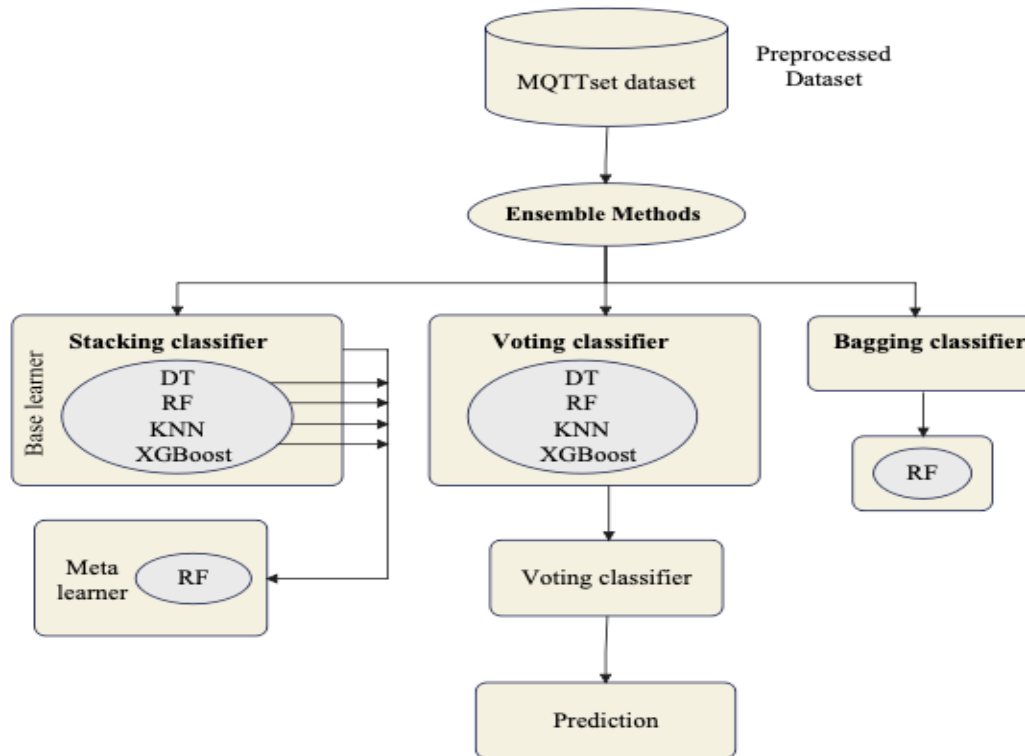 MQTTset dataset
Preprocessed
Dataset
Ensemble Methods
Stacking classifier
Base learner
DT
RF
KNN
XGBoost
Meta
learner
RF
Voting classifier
DT
RF
KNN
XGBoost
Voting classifier
Prediction
Bagging classifier
RF